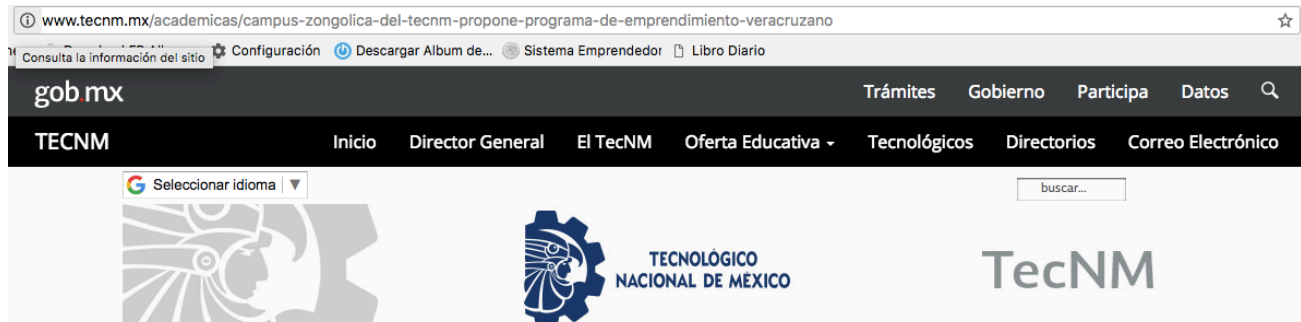 www.tecnm.mx/academicas/campus-zongolica-del-tecnm-propone-programa-de-emprendimiento-veracruzano
Configuración Descargar Album de... Sistema Emprendedor Libro Diario
Consulta la información del sitio
gob.mx Trámites Gobierno Participa Datos
TECNM Inicio Director General El TecNM Oferta Educativa Tecnológicos Directorios Correo Electrónico
Seleccionar idioma buscar...
TECNOLÓGICO
NACIONAL DE MÉXICO
TecNM